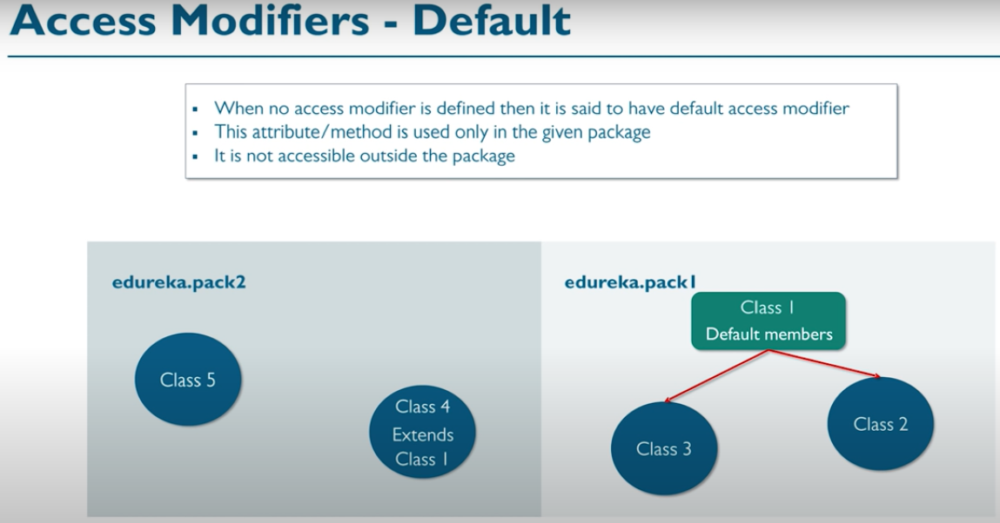 Access Modifiers - Default
▪ When no access modifier is defined then it is said to have default access modifier
▪ This attribute/method is used only in the given package
▪ It is not accessible outside the package
edureka.pack2
Class 5
Class 4
Extends
Class 1
edureka.pack1
Class 1
Default members
Class 3
Class 2